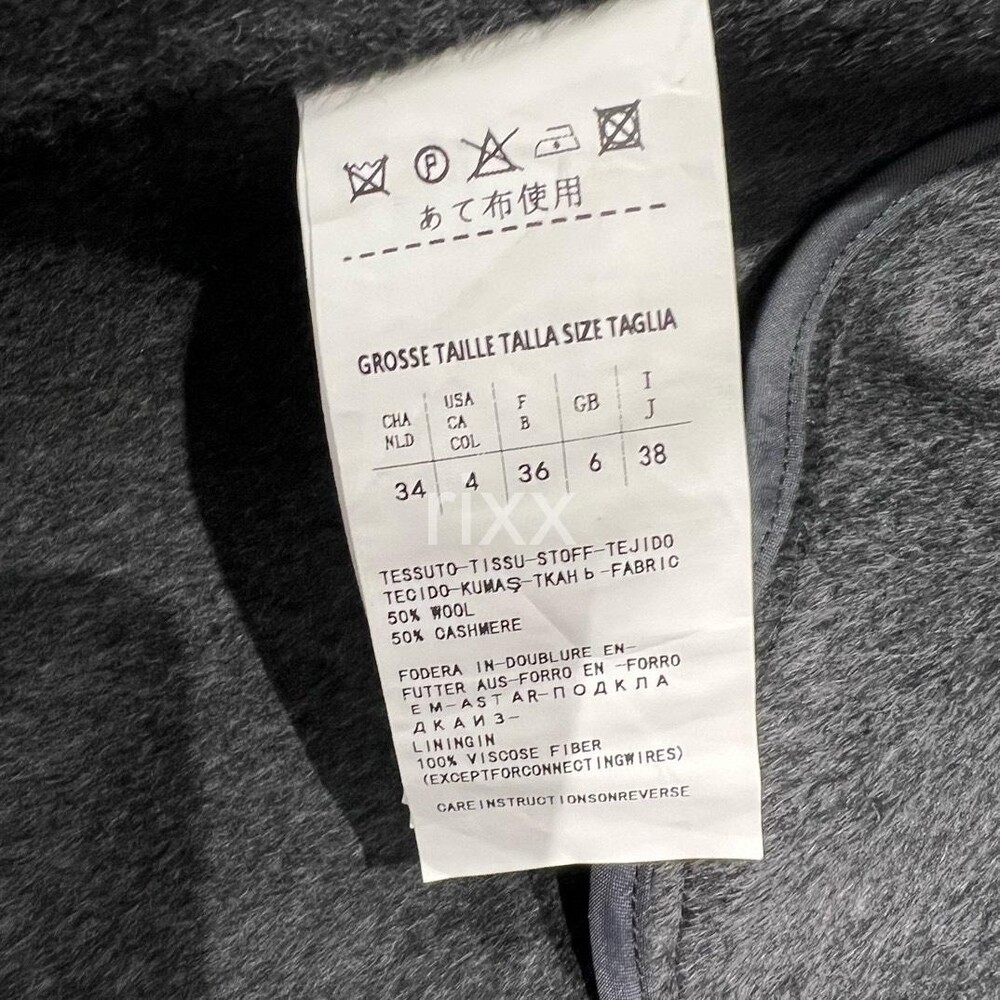 P
あて布使用
GROSSE TAILLE TALLA SIZE TAGLIA
CHA NLD USA CA COL F B GB I J
34 4 36 6 38
rixx
TESSUTO-TISSU-STOFF-TEJIDO
TECIDO-KUMAŞ-TKAHЬ-FABRIC
50% WOOL
50% CASHMERE
FODERA IN-DOUBLURE EN-
FUTTER AUS-FORRO EN -FORRO
EM-ASTAR-ПОДКЛА
ДКАИЗ-
LININGIN
100% VISCOSE FIBER
(EXCEPTFORCONNECTINGWIRES)
CAREINSTRUCTIONSONREVERSE